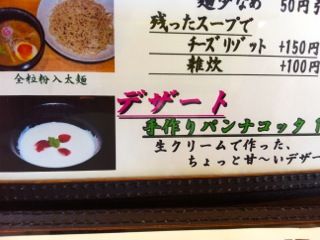 麺少なめ 50円引
残ったスープで
チーズリゾット +150円
雑炊 +100円
全粒粉入太麺
デザート
手作りパンナコッタ
生クリームで作った、
ちょっと甘〜いデザー